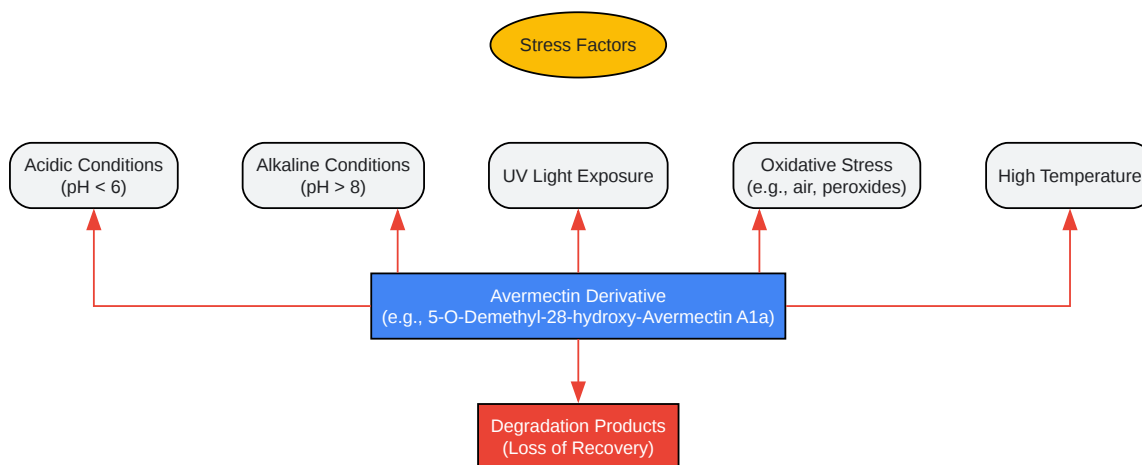 Stress Factors
Acidic Conditions
(pH < 6)
Alkaline Conditions
(pH > 8)
UV Light Exposure
Oxidative Stress
(e.g., air, peroxides)
High Temperature
Avermectin Derivative
(e.g., 5-O-Demethyl-28-hydroxy-Avermectin A1a)
Degradation Products
(Loss of Recovery)